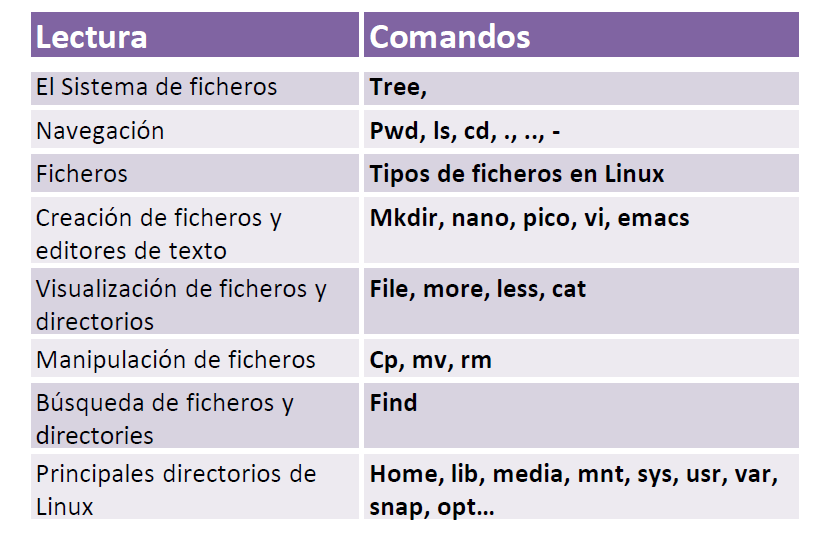 Lectura Comandos
El Sistema de ficheros Tree,
Navegación Pwd, ls, cd, ., .., -
Ficheros Tipos de ficheros en Linux
Creación de ficheros y Mkdir, nano, pico, vi, emacs
editores de texto
Visualización de ficheros y File, more, less, cat
directorios
Manipulación de ficheros Cp, mv, rm
Búsqueda de ficheros y Find
directories
Principales directorios de Home, lib, media, mnt, sys, usr, var,
Linux snap, opt...